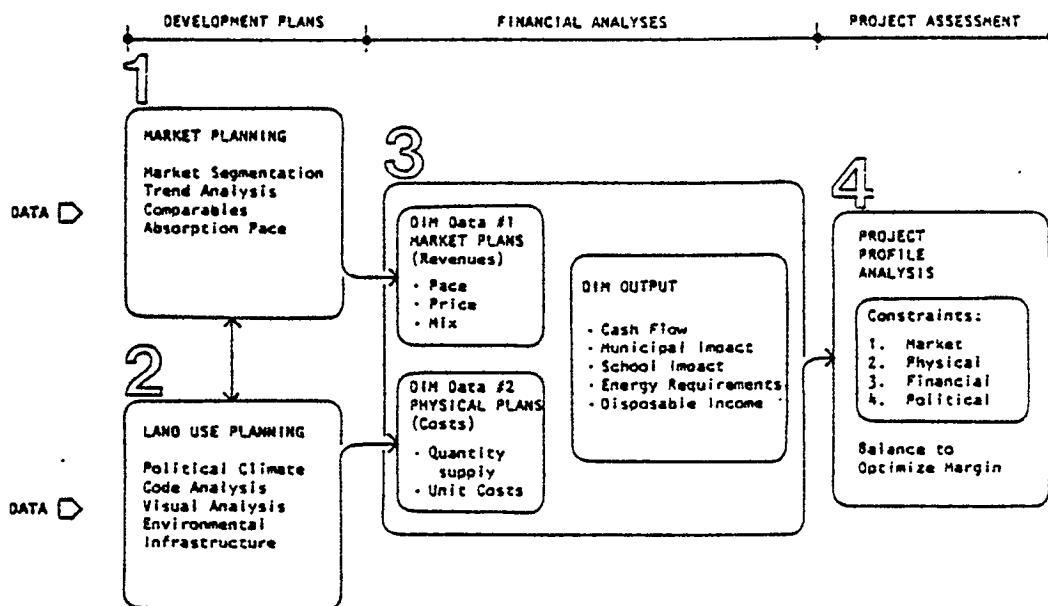 DEVELOPMENT PLANS
FINANCIAL ANALYSES
PROJECT ASSESSMENT
1
MARKET PLANNING
Market Segmentation
Trend Analysis
Comparables
Absorption Pace
DATA
2
LAND USE PLANNING
Political Climate
Code Analysis
Visual Analysis
Environmental
Infrastructure
DATA
3
DIM Data #1
MARKET PLANS
(Revenues)
· Pace
· Price
· Mix
DIM Data #2
PHYSICAL PLANS
(Costs)
· Quantity
supply
· Unit Costs
DIM OUTPUT
· Cash Flow
· Municipal Impact
· School Impact
· Energy Requirements
· Disposable Income
4
PROJECT
PROFILE
ANALYSIS
Constraints:
1. Market
2. Physical
3. Financial
4. Political
Balance to
Optimize Margin